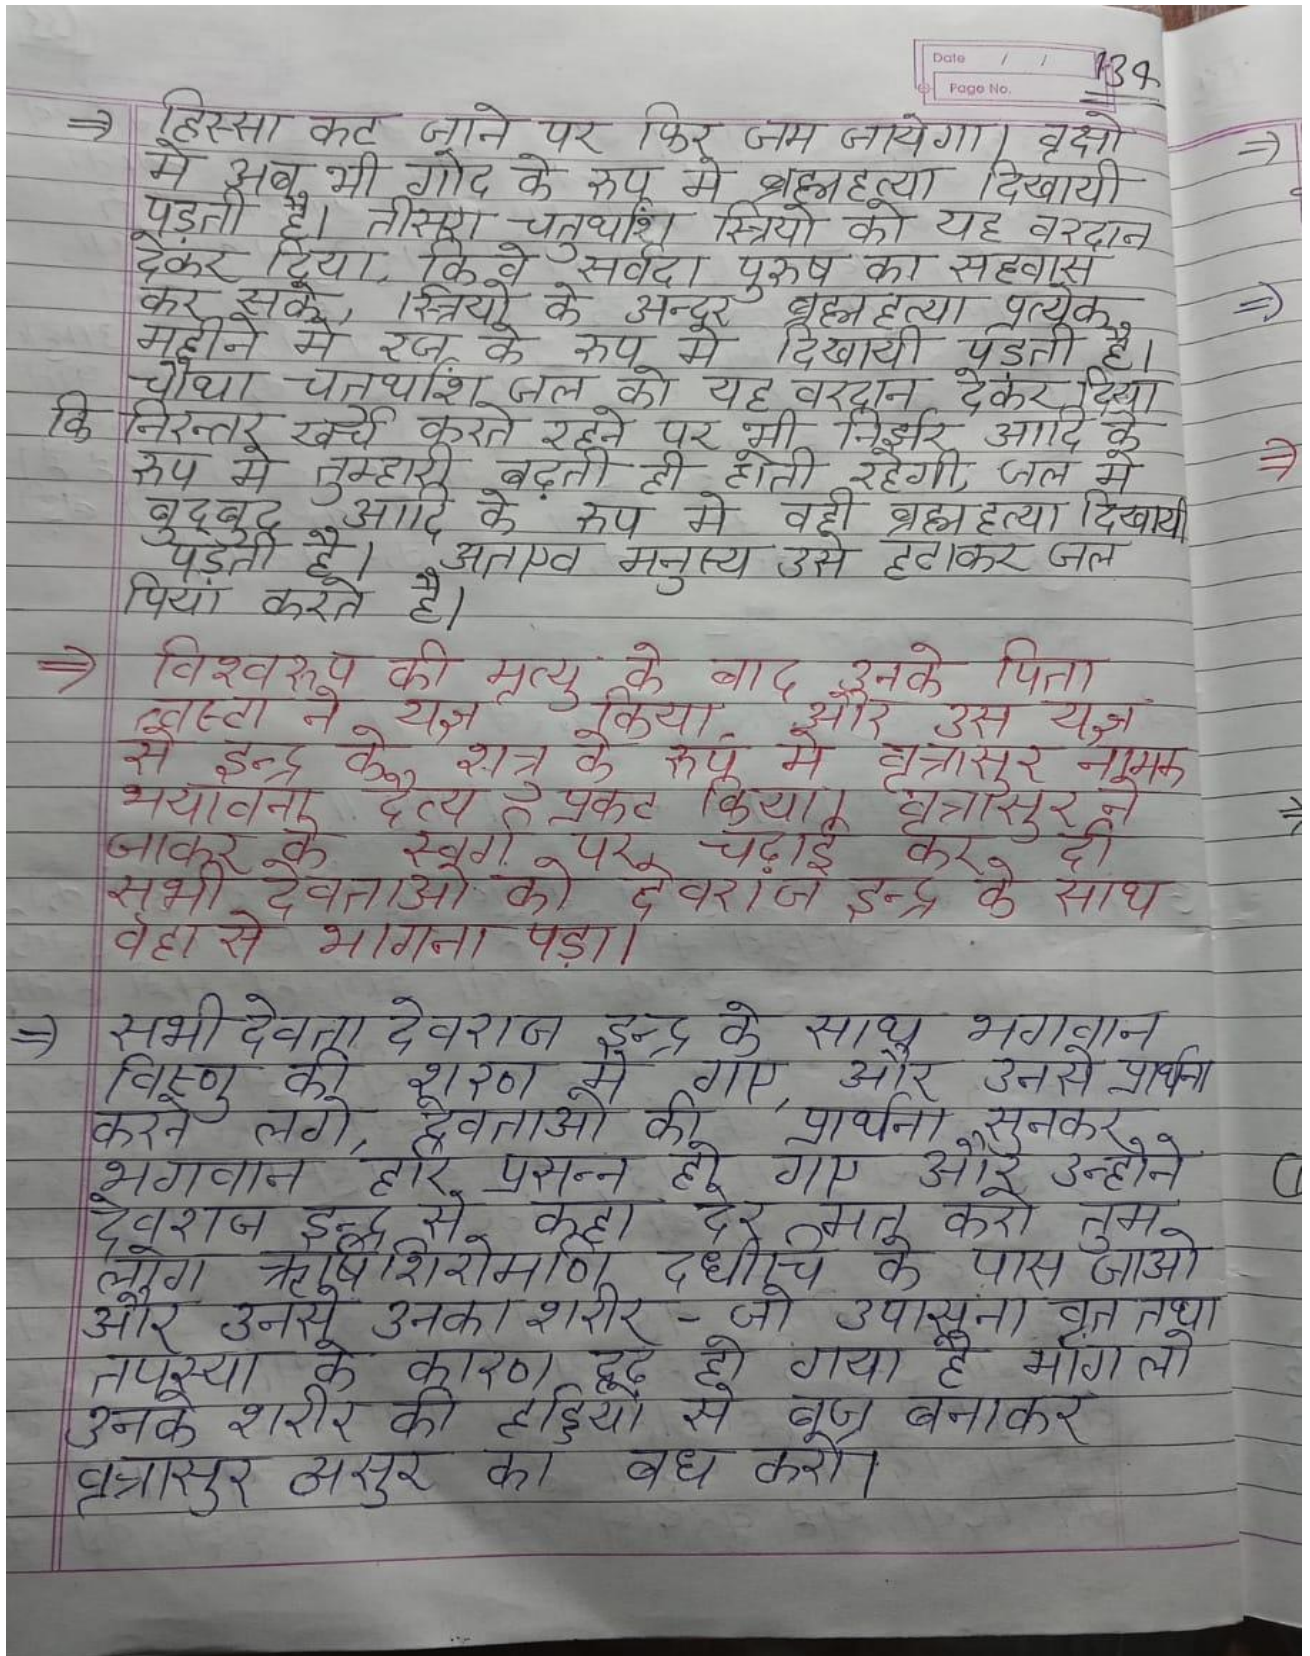 Date / /
Page No.
134
⇒ हिस्सा कट जाने पर फिर जम जायेगा। वृक्षो
मे अब भी गोद के रुप मे ब्रह्महत्या दिखायी
पड़ती है। तीसरा चतुर्थांश स्त्रियो को यह वरदान
देकर दिया, कि वे सर्वदा पुरुष का सहवास
कर सके, स्त्रियो के अन्दर ब्रह्महत्या प्रत्येक
महीने मे रज के रुप मे दिखायी पड़ती है।
चौथा चतर्थांश जल को यह वरदान देकर दिया
कि निरन्तर खर्च करते रहने पर भी निर्झर आदि के
रुप मे तुम्हारी बढ़ती ही होती रहेगी, जल मे
बुद्बुद आदि के रुप मे वही ब्रह्महत्या दिखायी
पड़ती है। अतएव मनुस्य उसे हटाकर जल
पिया करते है।
⇒ विश्वरुप की मृत्यु के बाद उनके पिता
त्वस्टा ने यज्ञ किया और उस यज्ञ
से इन्द्र के शत्रु के रुप मे वृत्रासुर नामक
भयावना दैत्य प्रकट किया। वृत्रासुर ने
जाकर के स्वर्ग पर चढ़ाई कर दी
सभी देवताओ को देवराज इन्द्र के साथ
वहा से भागना पड़ा।
⇒ सभी देवता देवराज इन्द्र के साथ भगवान
विस्णु की शरण मे गए, और उनसे प्रार्थना
करने लगे, देवताओ की प्रार्थना सुनकर
भगवान हरि प्रसन्न हो गए और उन्होने
देवराज इन्द्र से कहा देर मत करो तुम
लोग ऋषिशिरोमणि दधीचि के पास जाओ
और उनसे उनका शरीर - जो उपासना वृत तथा
तपस्या के कारण दृढ हो गया है माँग लो
उनके शरीर की हड्डियो से वज्र बनाकर
वृत्रासुर असुर का बध करो।